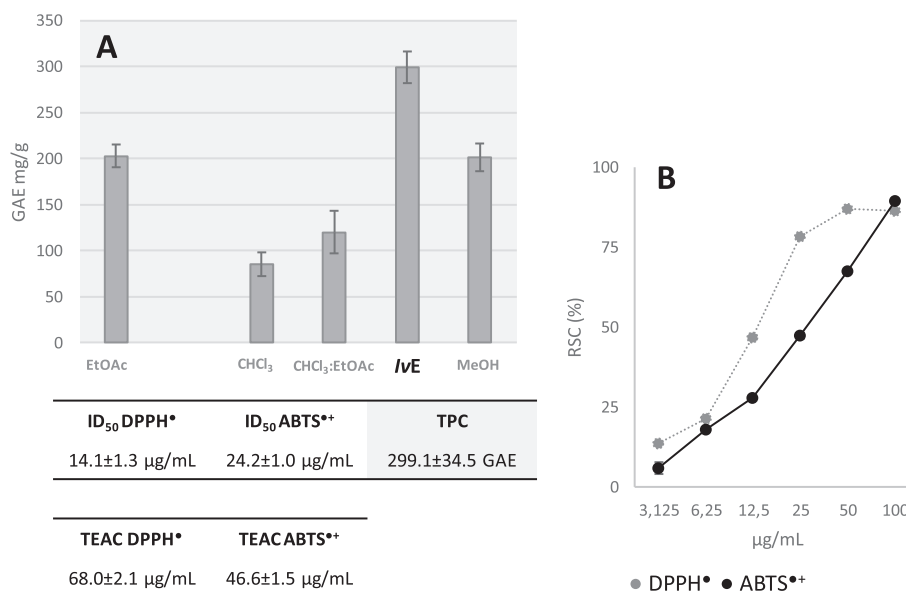 A
350
300
250
200
150
100
50
0
GAE mg/g
EtOAc
CHCl₃
CHCl₃:EtOAc
IvE
MeOH
ID₅₀ DPPH• ID₅₀ ABTS•+ TPC
14.1±1.3 µg/mL 24.2±1.0 µg/mL 299.1±34.5 GAE
TEAC DPPH• TEAC ABTS•+
68.0±2.1 µg/mL 46.6±1.5 µg/mL
B
100
75
50
25
0
RSC (%)
3,125 6,25 12,5 25 50 100
µg/mL
DPPH• ABTS•+